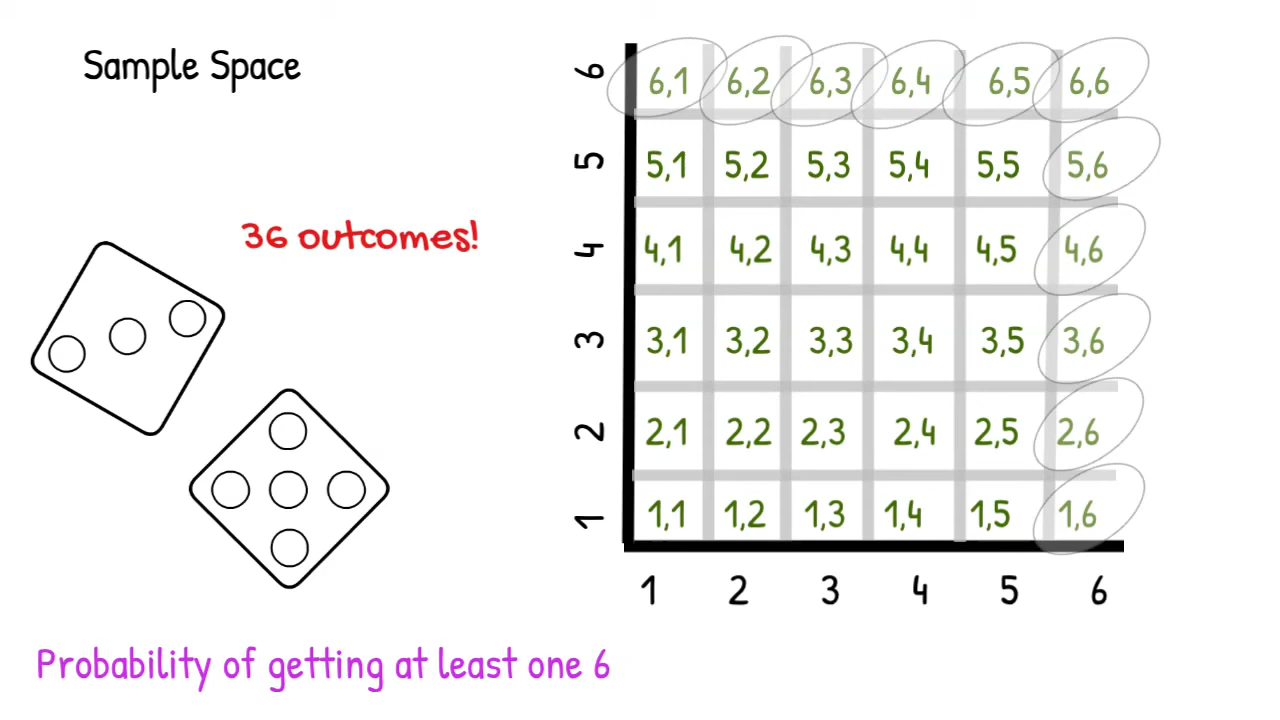 Sample Space
36 outcomes!
6 6,1 6,2 6,3 6,4 6,5 6,6
5 5,1 5,2 5,3 5,4 5,5 5,6
4 4,1 4,2 4,3 4,4 4,5 4,6
3 3,1 3,2 3,3 3,4 3,5 3,6
2 2,1 2,2 2,3 2,4 2,5 2,6
1 1,1 1,2 1,3 1,4 1,5 1,6
1 2 3 4 5 6
Probability of getting at least one 6